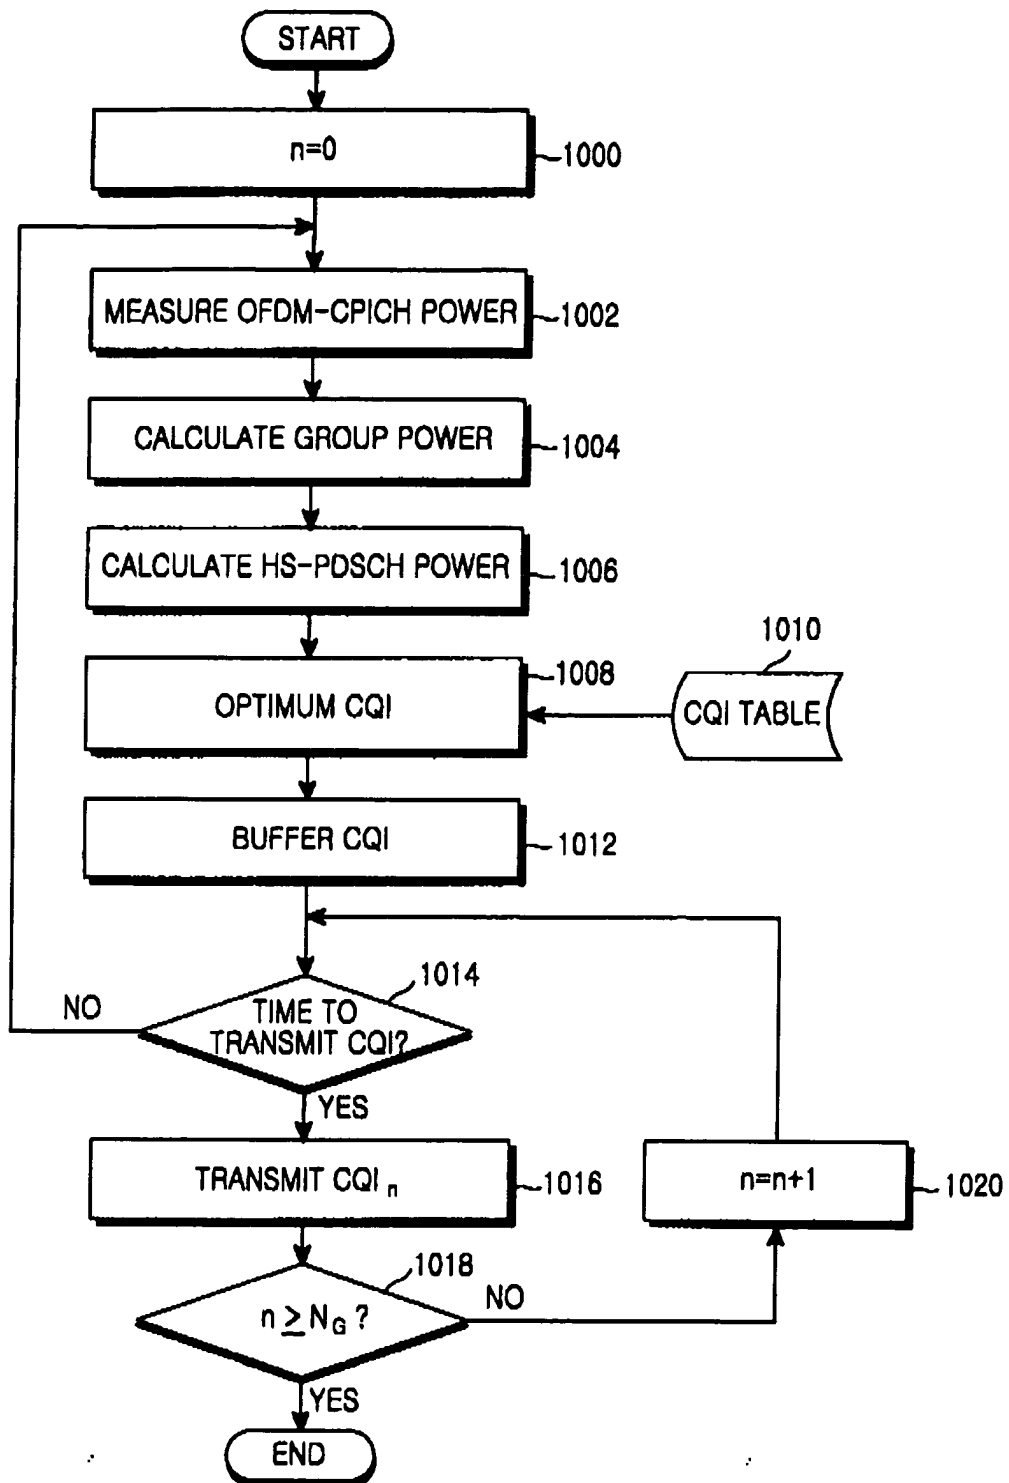 START
n=0
1000
MEASURE OFDM-CPICH POWER
1002
CALCULATE GROUP POWER
1004
CALCULATE HS-PDSCH POWER
1006
1010
1008
OPTIMUM CQI
CQI TABLE
BUFFER CQI
1012
1014
NO
TIME TO
TRANSMIT CQI?
YES
TRANSMIT CQI n
1016
n=n+1
1020
1018
n ≥ NG ?
NO
YES
END